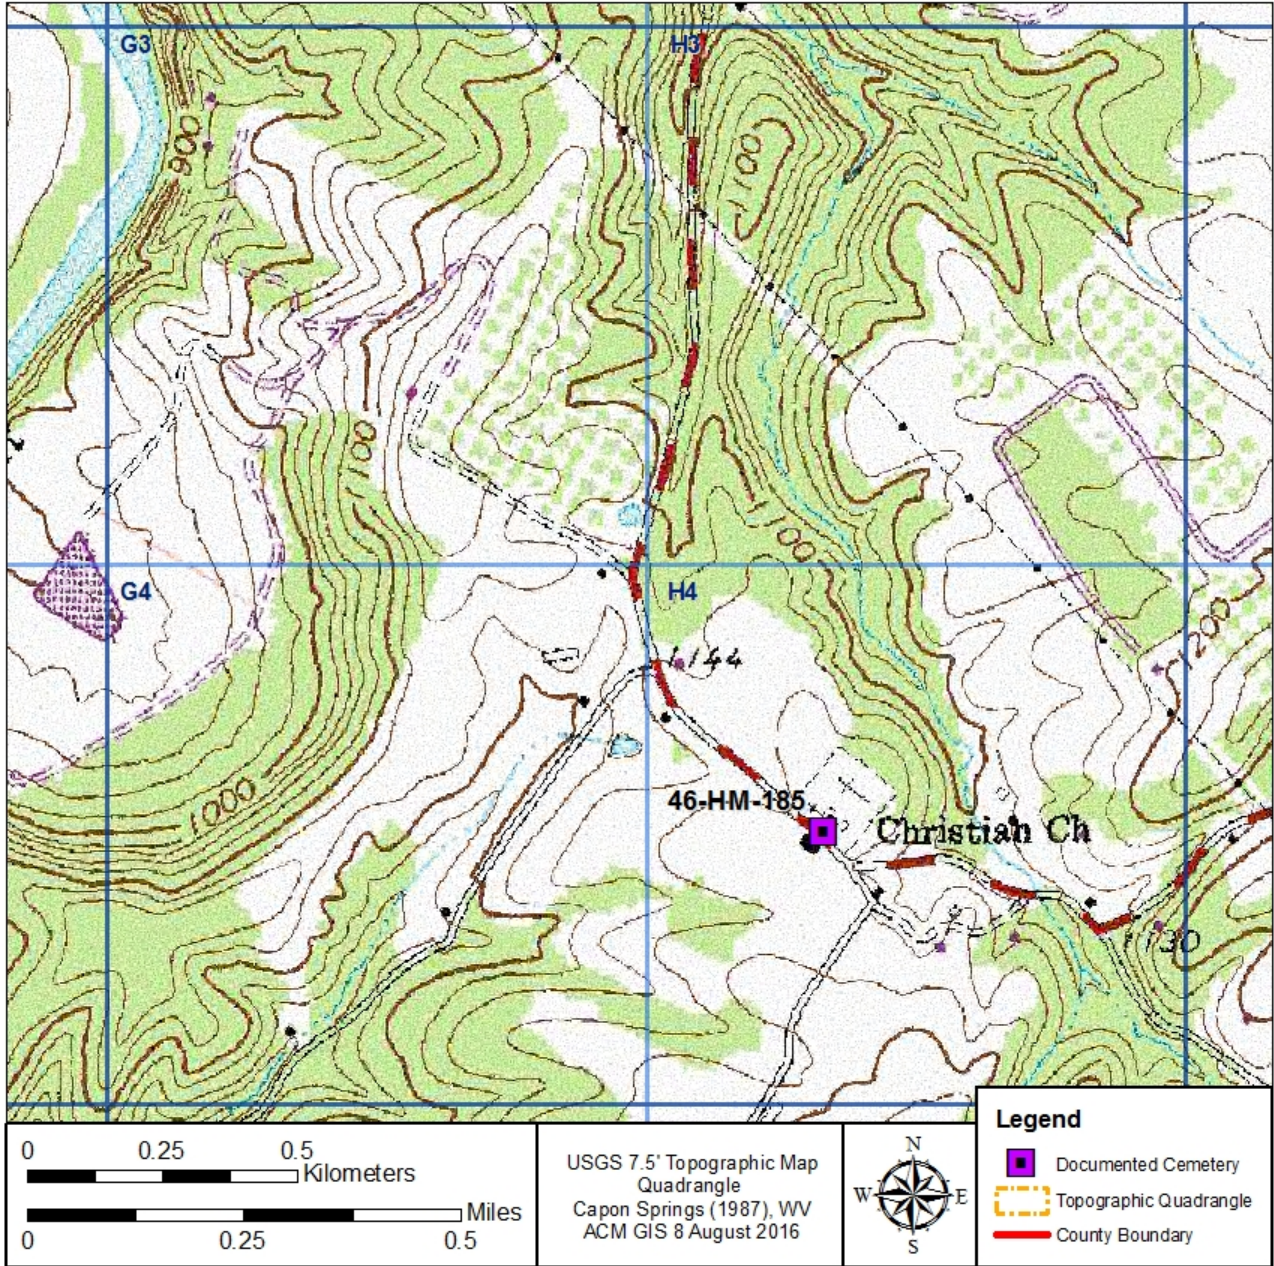 G3
H3
900
1100
1001
1100
G4
H4
1200
1144
1000
46-HM-185
Christian Ch
1130
0 0.25 0.5
Kilometers
Miles
0 0.25 0.5
USGS 7.5' Topographic Map
Quadrangle
Capon Springs (1987), WV
ACM GIS 8 August 2016
N
W E
S
Legend
Documented Cemetery
Topographic Quadrangle
County Boundary